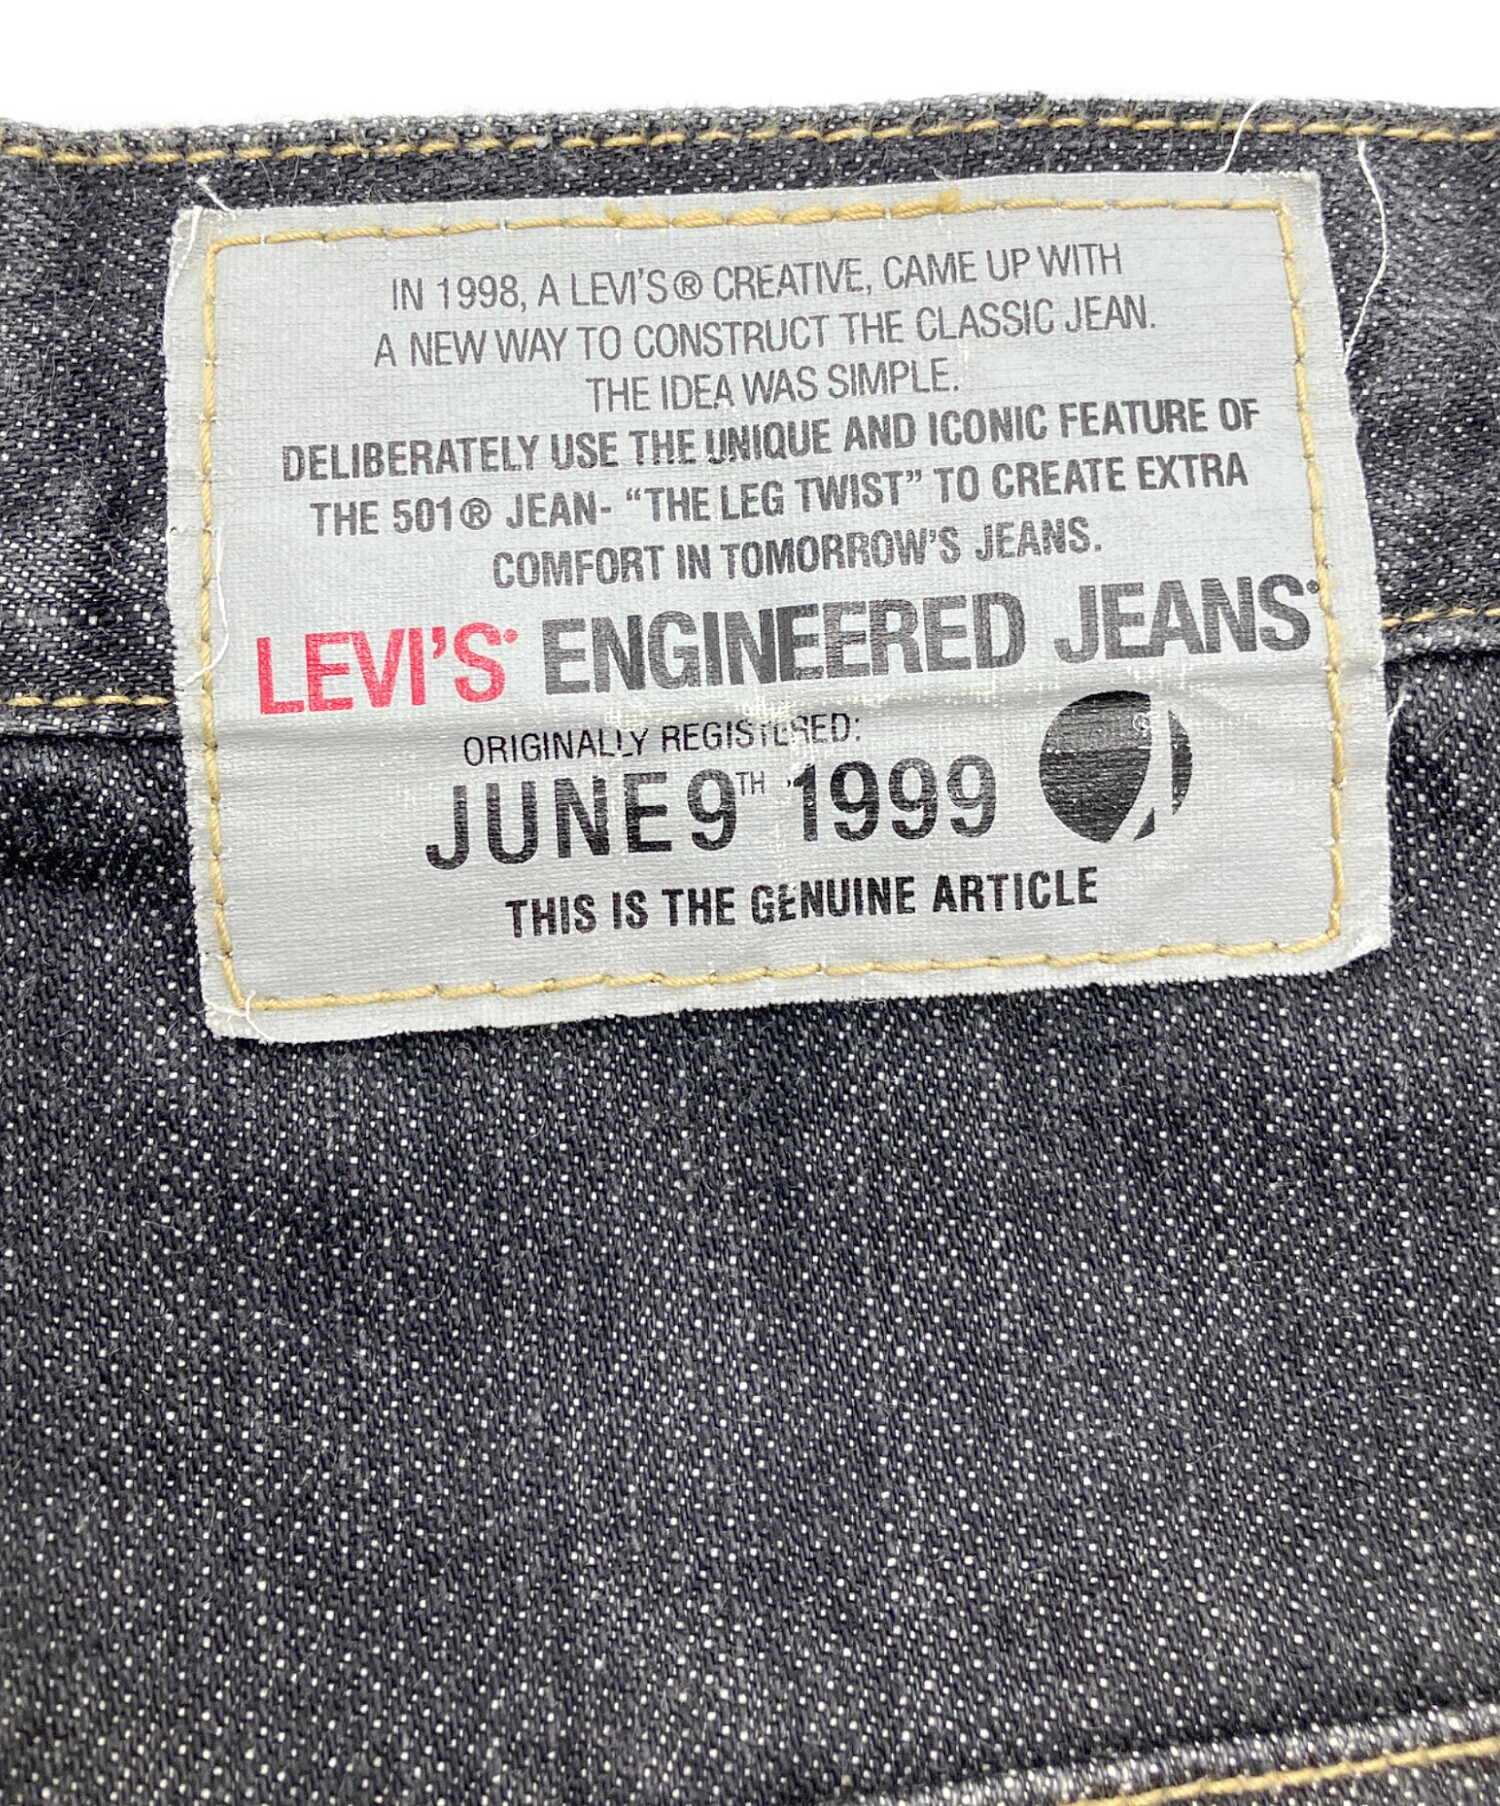 IN 1998, A LEVI'S® CREATIVE, CAME UP WITH
A NEW WAY TO CONSTRUCT THE CLASSIC JEAN.
THE IDEA WAS SIMPLE.
DELIBERATELY USE THE UNIQUE AND ICONIC FEATURE OF
THE 501® JEAN- “THE LEG TWIST” TO CREATE EXTRA
COMFORT IN TOMORROW'S JEANS.
LEVI'S® ENGINEERED JEANS®
ORIGINALLY REGISTERED:
JUNE 9TH 1999
THIS IS THE GENUINE ARTICLE